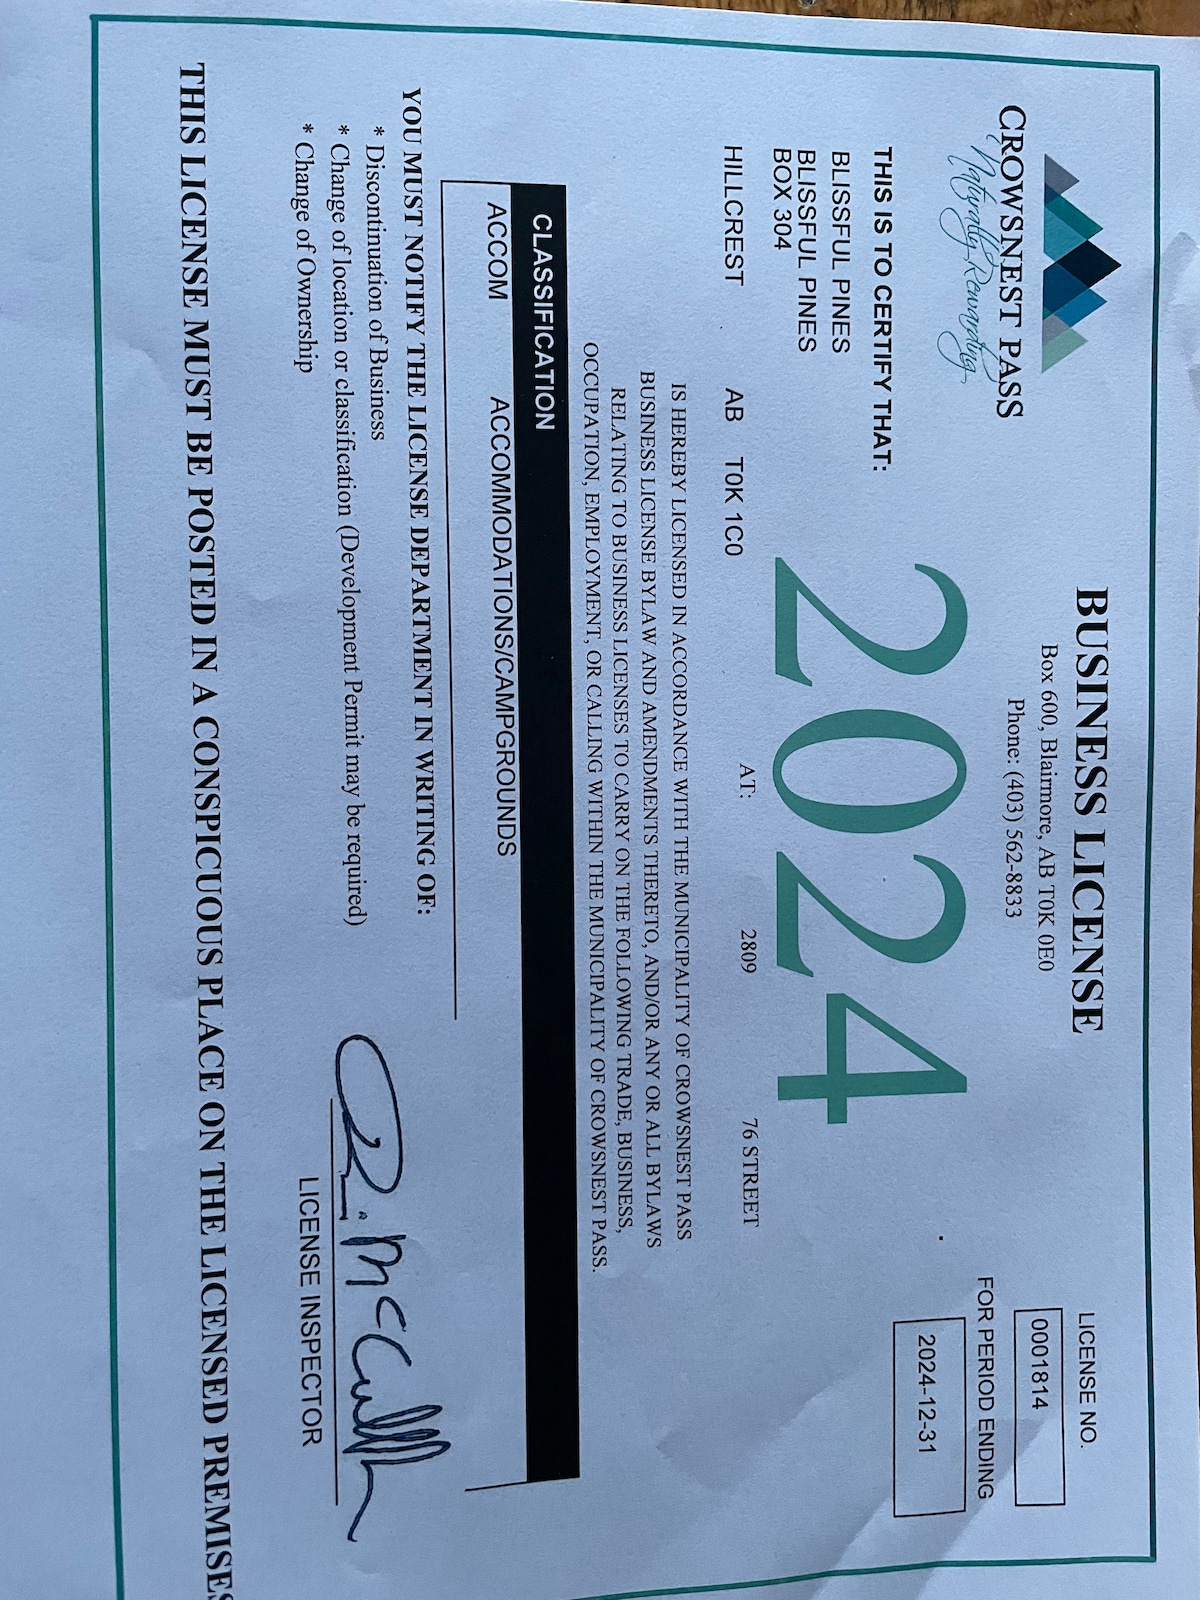 CROWSNEST PASS
Naturally Rewarding
BUSINESS LICENSE
Box 600, Blairmore, AB T0K 0E0
Phone: (403) 562-8833
LICENSE NO.
0001814
FOR PERIOD ENDING
2024-12-31
2024
THIS IS TO CERTIFY THAT:
BLISSFUL PINES
BLISSFUL PINES
BOX 304
HILLCREST AB T0K 1C0 AT: 2809 76 STREET
IS HEREBY LICENSED IN ACCORDANCE WITH THE MUNICIPALITY OF CROWSNEST PASS
BUSINESS LICENSE BYLAW AND AMENDMENTS THERETO, AND/OR ANY OR ALL BYLAWS
RELATING TO BUSINESS LICENSES TO CARRY ON THE FOLLOWING TRADE, BUSINESS,
OCCUPATION, EMPLOYMENT, OR CALLING WITHIN THE MUNICIPALITY OF CROWSNEST PASS.
CLASSIFICATION
ACCOM ACCOMMODATIONS/CAMPGROUNDS
YOU MUST NOTIFY THE LICENSE DEPARTMENT IN WRITING OF:
* Discontinuation of Business
* Change of location or classification (Development Permit may be required)
* Change of Ownership
LICENSE INSPECTOR
THIS LICENSE MUST BE POSTED IN A CONSPICUOUS PLACE ON THE LICENSED PREMISES